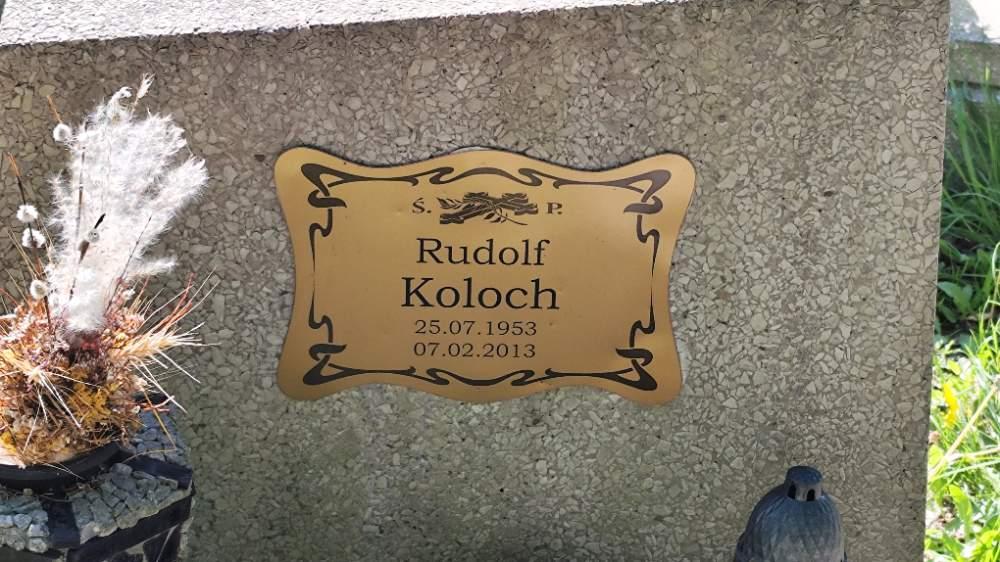 Ś. P.
Rudolf
Koloch
25.07.1953
07.02.2013